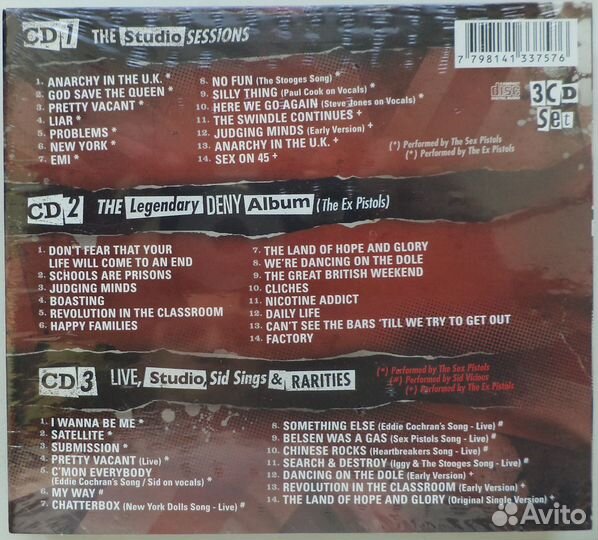 CD 1 THE Studio SESSIONS
1. ANARCHY IN THE U.K. *
2. GOD SAVE THE QUEEN *
3. PRETTY VACANT *
4. LIAR *
5. PROBLEMS *
6. NEW YORK *
7. EMI *
8. NO FUN (The Stooges Song) *
9. SILLY THING (Paul Cook on Vocals) *
10. HERE WE GO AGAIN (Steve Jones on Vocals) *
11. THE SWINDLE CONTINUES +
12. JUDGING MINDS (Early Version) +
13. ANARCHY IN THE U.K. +
14. SEX ON 45 +
7 798141 337576
COMPACT
disc
DIGITAL AUDIO
3CD
Set
(*) Performed by The Sex Pistols
(*) Performed by The Ex Pistols
CD 2 THE Legendary DENY Album (The Ex Pistols)
1. DON'T FEAR THAT YOUR
LIFE WILL COME TO AN END
2. SCHOOLS ARE PRISONS
3. JUDGING MINDS
4. BOASTING
5. REVOLUTION IN THE CLASSROOM
6. HAPPY FAMILIES
7. THE LAND OF HOPE AND GLORY
8. WE'RE DANCING ON THE DOLE
9. THE GREAT BRITISH WEEKEND
10. CLICHES
11. NICOTINE ADDICT
12. DAILY LIFE
13. CAN'T SEE THE BARS 'TILL WE TRY TO GET OUT
14. FACTORY
CD 3 LIVE, Studio, Sid Sings & RARITIES
(*) Performed by The Sex Pistols
(#) Performed by Sid Vicious
(*) Performed by The Ex Pistols
1. I WANNA BE ME *
2. SATELLITE *
3. SUBMISSION *
4. PRETTY VACANT (Live) *
5. C'MON EVERYBODY
(Eddie Cochran's Song / Sid on vocals) *
6. MY WAY #
7. CHATTERBOX (New York Dolls Song - Live) #
8. SOMETHING ELSE (Eddie Cochran's Song - Live) #
9. BELSEN WAS A GAS (Sex Pistols Song - Live) #
10. CHINESE ROCKS (Heartbreakers Song - Live) #
11. SEARCH & DESTROY (Iggy & The Stooges Song - Live) #
12. DANCING ON THE DOLE (Early Version) +
13. REVOLUTION IN THE CLASSROOM (Early Version) +
14. THE LAND OF HOPE AND GLORY (Original Single Version) +
Avito